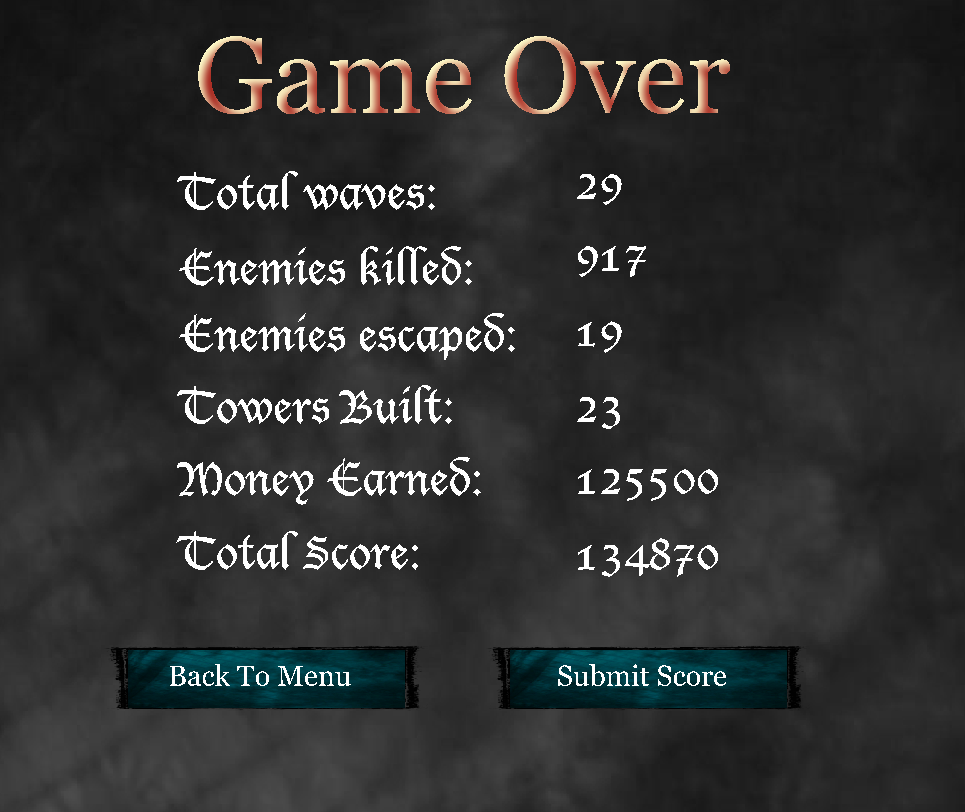 Game Over
Total waves: 29
Enemies killed: 917
Enemies escaped: 19
Towers Built: 23
Money Earned: 125500
Total Score: 134870
Back To Menu Submit Score